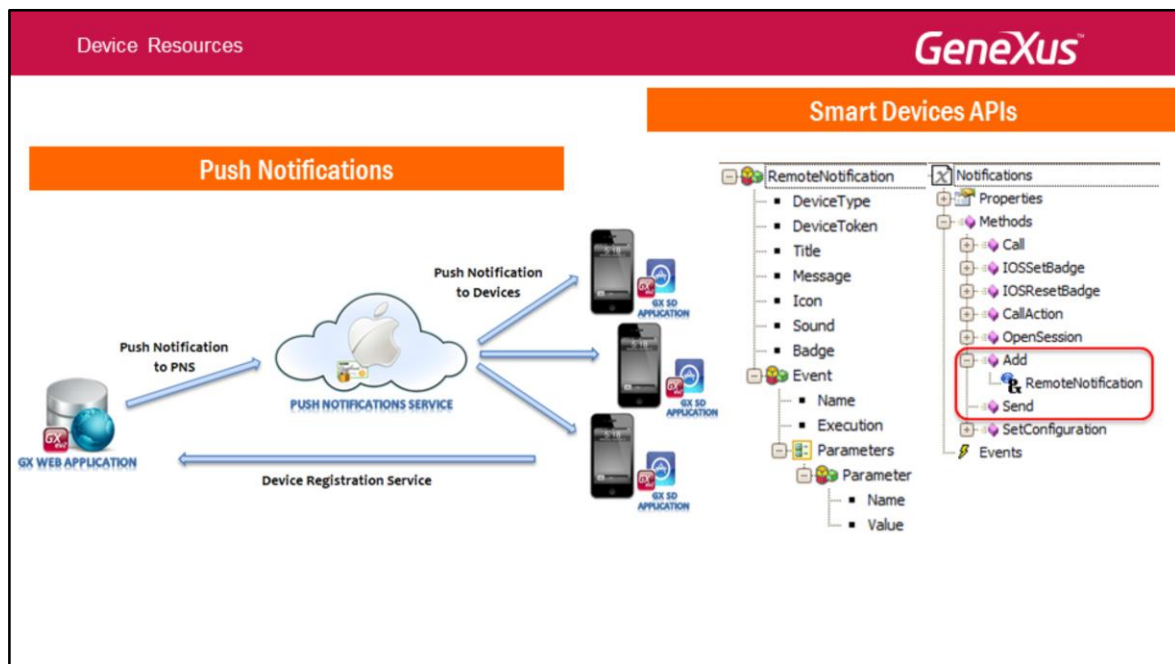 Device Resources
GeneXus™
Smart Devices APIs
Push Notifications
Push Notification
to PNS
GX WEB APPLICATION
PUSH NOTIFICATIONS SERVICE
Push Notification
to Devices
Device Registration Service
GX SD
APPLICATION
GX SD
APPLICATION
GX SD
APPLICATION
RemoteNotification
DeviceType
DeviceToken
Title
Message
Icon
Sound
Badge
Event
Name
Execution
Parameters
Parameter
Name
Value
Notifications
Properties
Methods
Call
IOSSetBadge
IOSResetBadge
CallAction
OpenSession
Add
RemoteNotification
Send
SetConfiguration
Events